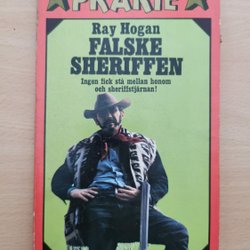 PRÄRIE
Ray Hogan
FALSKE
SHERIFFEN
Ingen fick stå mellan honom
och sheriffstjärnan!